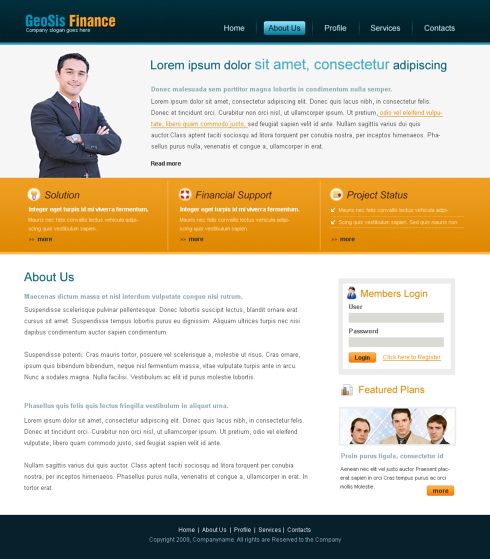 GeoSis Finance
Company slogan goes here
Home
About Us
Profile
Services
Contacts
Lorem ipsum dolor sit amet, consectetur adipiscing
Donec malesuada sem porttitor magna lobortis in condimentum nulla semper.
Lorem ipsum dolor sit amet, consectetur adipiscing elit. Donec quis lacus nibh, in consectetur felis.
Donec et tincidunt orci. Curabitur non orci nisl, ut ullamcorper ipsum. Ut pretium, odio vel eleifend vulpu-
tate, libero quam commodo justo, sed feugiat sapien velit id ante. Nullam sagittis varius dui quis
auctor.Class aptent taciti sociosqu ad litora torquent per conubia nostra, per inceptos himenaeos. Pha-
sellus purus nulla, venenatis et congue a, ullamcorper in erat.
Read more
Solution
Integer eget turpis id mi viverra fermentum.
Mauris nec felis convallis lectus vehicula adipi-
scing quis vestibulum sapien.
>> more
Financial Support
Integer eget turpis id mi viverra fermentum.
Mauris nec felis convallis lectus vehicula adipi-
scing quis vestibulum sapien.
>> more
Project Status
Mauris nec felis convallis lectus vehicula adipi-
Scing quis vestibulum sapien. Sed quis mauris non
>> more
About Us
Maecenas dictum massa et nisl interdum vulputate congue nisi rutrum.
Suspendisse scelerisque pulvinar pellentesque. Donec lobortis suscipit lectus, blandit ornare erat
cursus sit amet. Suspendisse tempus lobortis purus eu dignissim. Aliquam ultrices turpis nec nisi
dapibus condimentum auctor sapien condimentum.
Suspendisse potenti. Cras mauris tortor, posuere vel scelerisque a, molestie ut risus. Cras ornare,
ipsum quis bibendum bibendum, neque nisl fermentum massa, vitae vulputate turpis ante in arcu.
Nunc a sodales magna. Nulla facilisi. Vestibulum ac elit id purus molestie lobortis.
Phasellus quis felis quis lectus fringilla vestibulum in aliquet urna.
Lorem ipsum dolor sit amet, consectetur adipiscing elit. Donec quis lacus nibh, in consectetur felis.
Donec et tincidunt orci. Curabitur non orci nisl, ut ullamcorper ipsum. Ut pretium, odio vel eleifend
vulputate, libero quam commodo justo, sed feugiat sapien velit id ante.
Nullam sagittis varius dui quis auctor. Class aptent taciti sociosqu ad litora torquent per conubia
nostra, per inceptos himenaeos. Phasellus purus nulla, venenatis et congue a, ullamcorper in erat. In
tortor erat.
Members Login
User
Password
Login
Click here to Register
Featured Plans
Proin purus ligula, consectetur id
Aenean nec elit vel justo auctor Praesent plac-
erat sapien et orci Cras tempus purus ac orci
mollis Molestie.
more
Home | About Us | Profile | Services | Contacts
Copyright 2009, Companyname. All rights are Reserved to the Company